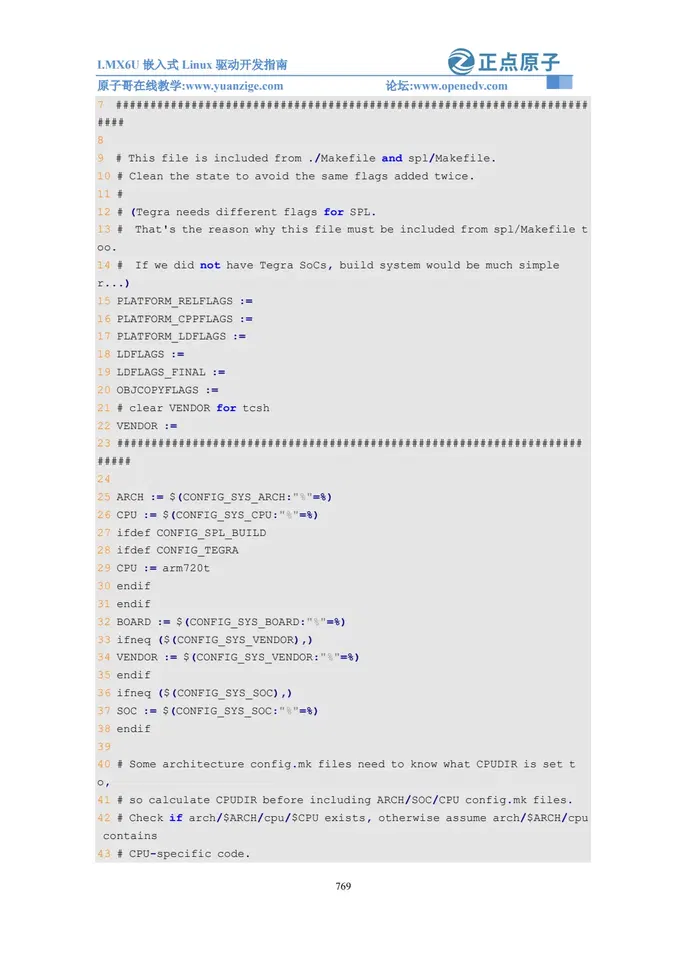 I.MX6U 嵌入式 Linux 驱动开发指南
正点原子
原子哥在线教学:www.yuanzige.com 论坛:www.openedv.com
7 #####################################################################
####
8
9 # This file is included from ./Makefile and spl/Makefile.
10 # Clean the state to avoid the same flags added twice.
11 #
12 # (Tegra needs different flags for SPL.
13 #  That's the reason why this file must be included from spl/Makefile t
oo.
14 #  If we did not have Tegra SoCs, build system would be much simple
r...)
15 PLATFORM_RELFLAGS :=
16 PLATFORM_CPPFLAGS :=
17 PLATFORM_LDFLAGS :=
18 LDFLAGS :=
19 LDFLAGS_FINAL :=
20 OBJCOPYFLAGS :=
21 # clear VENDOR for tcsh
22 VENDOR :=
23 ####################################################################
#####
24
25 ARCH := $(CONFIG_SYS_ARCH:"%"=%)
26 CPU := $(CONFIG_SYS_CPU:"%"=%)
27 ifdef CONFIG_SPL_BUILD
28 ifdef CONFIG_TEGRA
29 CPU := arm720t
30 endif
31 endif
32 BOARD := $(CONFIG_SYS_BOARD:"%"=%)
33 ifneq ($(CONFIG_SYS_VENDOR),)
34 VENDOR := $(CONFIG_SYS_VENDOR:"%"=%)
35 endif
36 ifneq ($(CONFIG_SYS_SOC),)
37 SOC := $(CONFIG_SYS_SOC:"%"=%)
38 endif
39
40 # Some architecture config.mk files need to know what CPUDIR is set t
o,
41 # so calculate CPUDIR before including ARCH/SOC/CPU config.mk files.
42 # Check if arch/$ARCH/cpu/$CPU exists, otherwise assume arch/$ARCH/cpu
contains
43 # CPU-specific code.
769